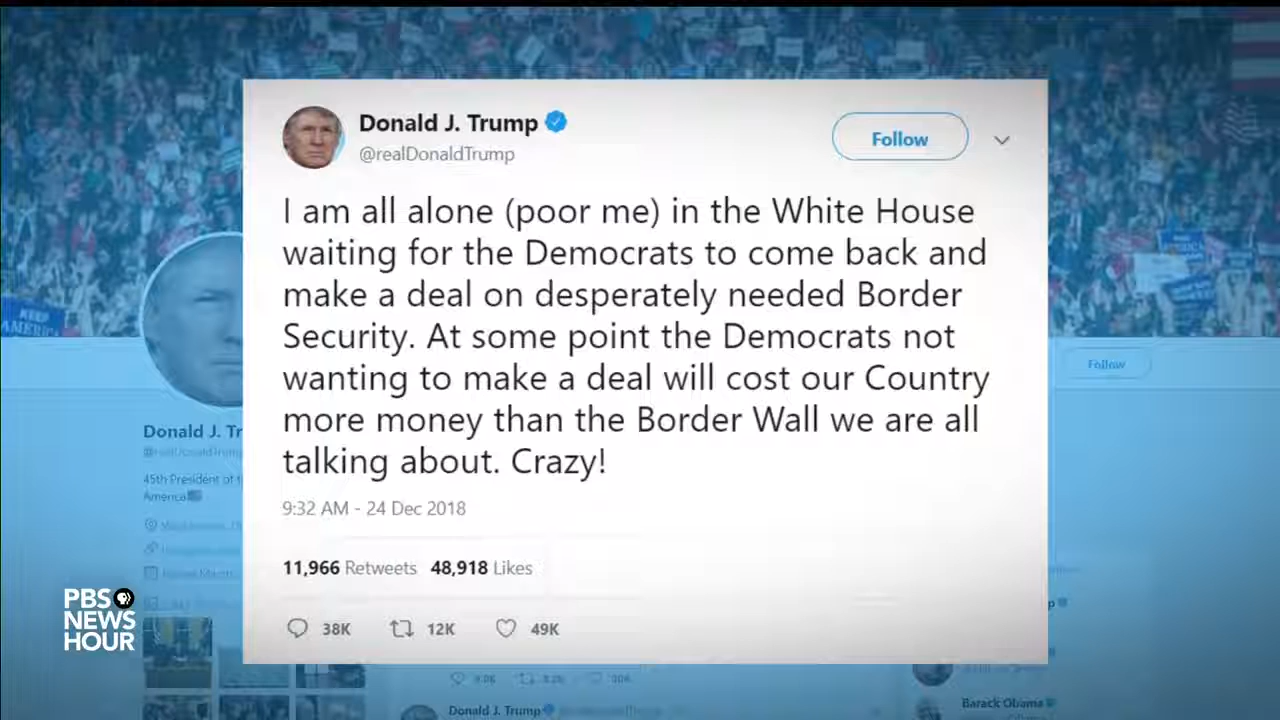 Donald J. Trump
@realDonaldTrump
Follow
I am all alone (poor me) in the White House
waiting for the Democrats to come back and
make a deal on desperately needed Border
Security. At some point the Democrats not
wanting to make a deal will cost our Country
more money than the Border Wall we are all
talking about. Crazy!
9:32 AM - 24 Dec 2018
11,966 Retweets 48,918 Likes
38K 12K 49K
KEEP
AMERICA
Follow
Donald J. Tr
45th President of
America
PBS
NEWS
HOUR
Donald J. Trump
Barack Obama